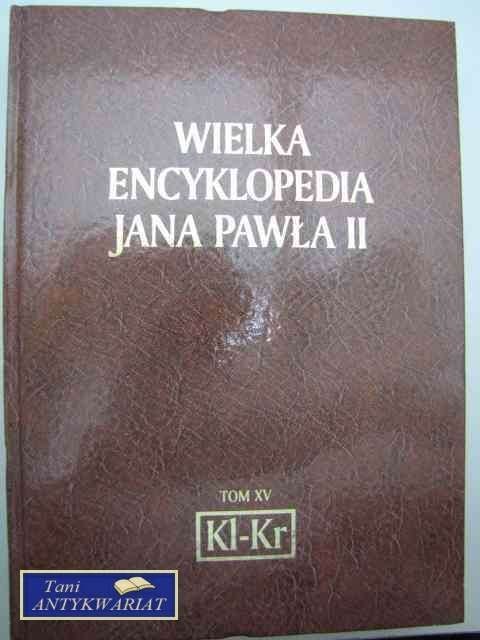 WIELKA
ENCYKLOPEDIA
JANA PAWŁA II
TOM XV
Kl-Kr
Tani
ANTYKWARIAT